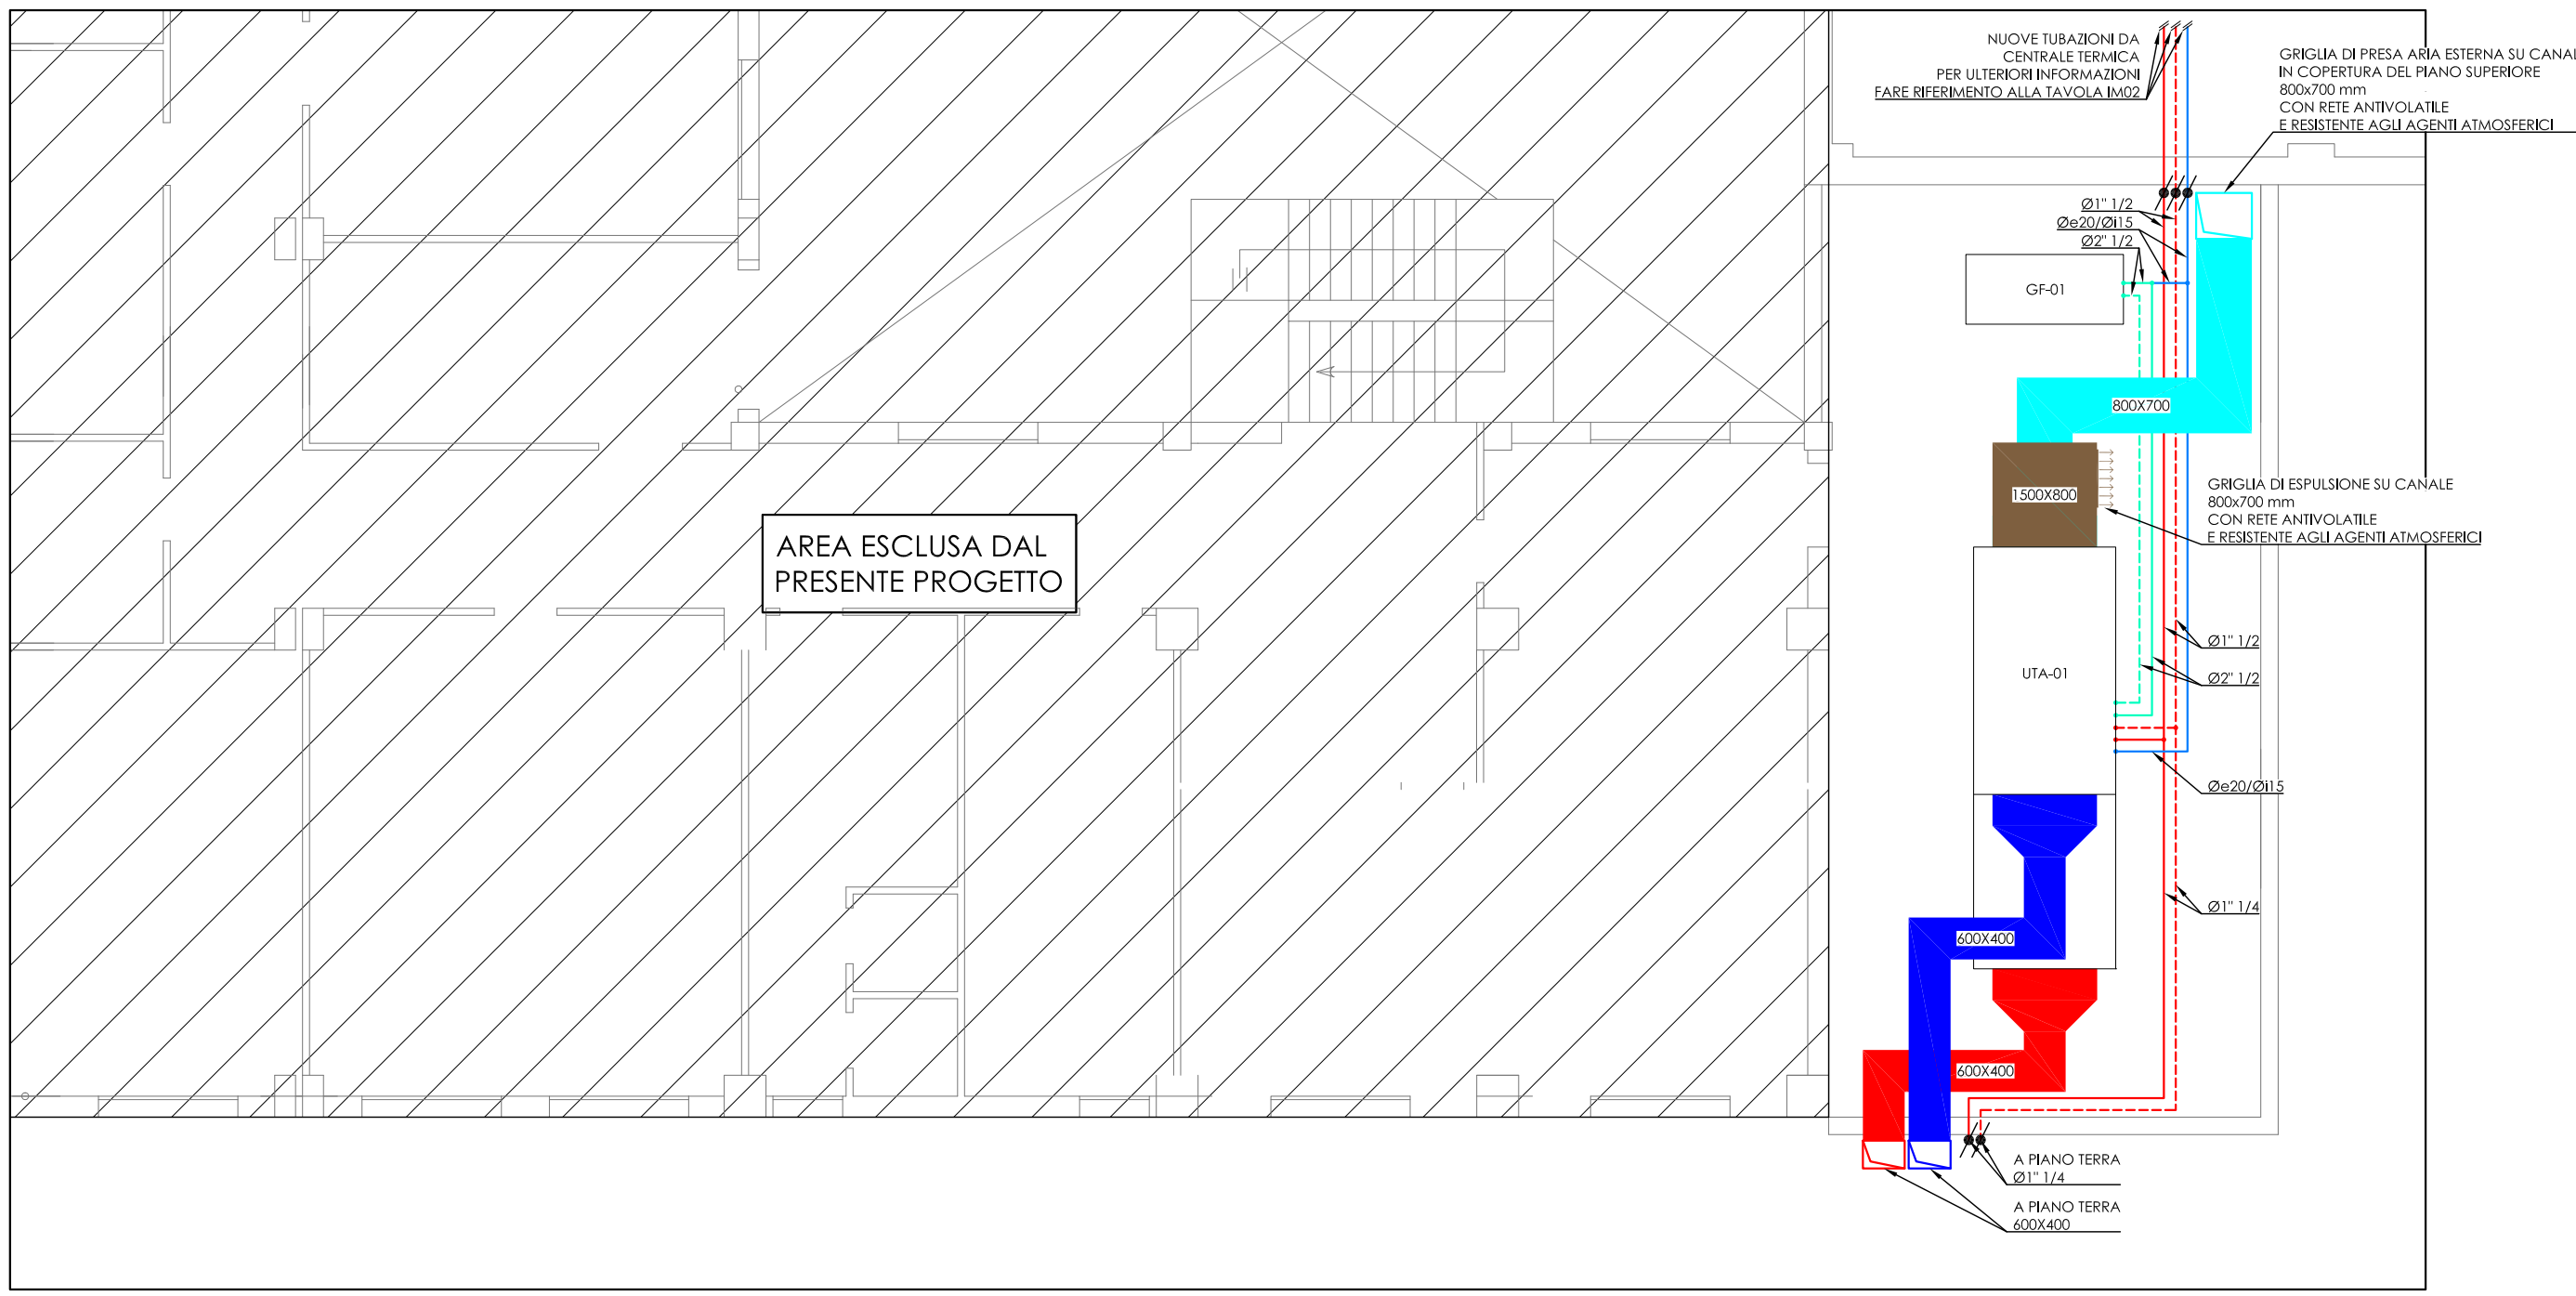 NUOVE TUBAZIONI DA
CENTRALE TERMICA
PER ULTERIORI INFORMAZIONI
FARE RIFERIMENTO ALLA TAVOLA IM02
GRIGLIA DI PRESA ARIA ESTERNA SU CANAL
IN COPERTURA DEL PIANO SUPERIORE
800x700 mm
CON RETE ANTIVOLATILE
E RESISTENTE AGLI AGENTI ATMOSFERICI
Ø1" 1/2
Øe20/Øi15
Ø2" 1/2
GF-01
800X700
1500X800
GRIGLIA DI ESPULSIONE SU CANALE
800x700 mm
CON RETE ANTIVOLATILE
E RESISTENTE AGLI AGENTI ATMOSFERICI
AREA ESCLUSA DAL
PRESENTE PROGETTO
Ø1" 1/2
UTA-01
Ø2" 1/2
Øe20/Øi15
Ø1" 1/4
600X400
600X400
A PIANO TERRA
Ø1" 1/4
A PIANO TERRA
600X400